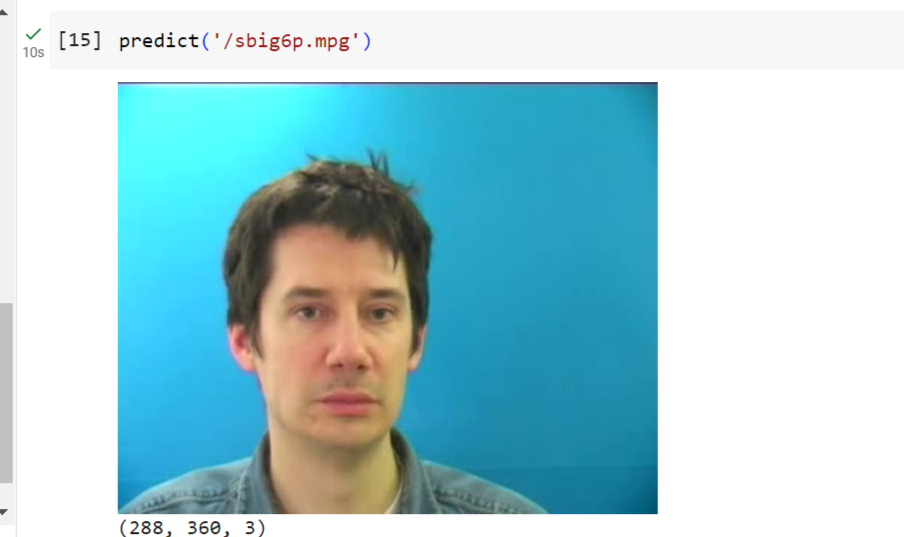 [15] predict('/sbig6p.mpg')
10s
(288, 360, 3)